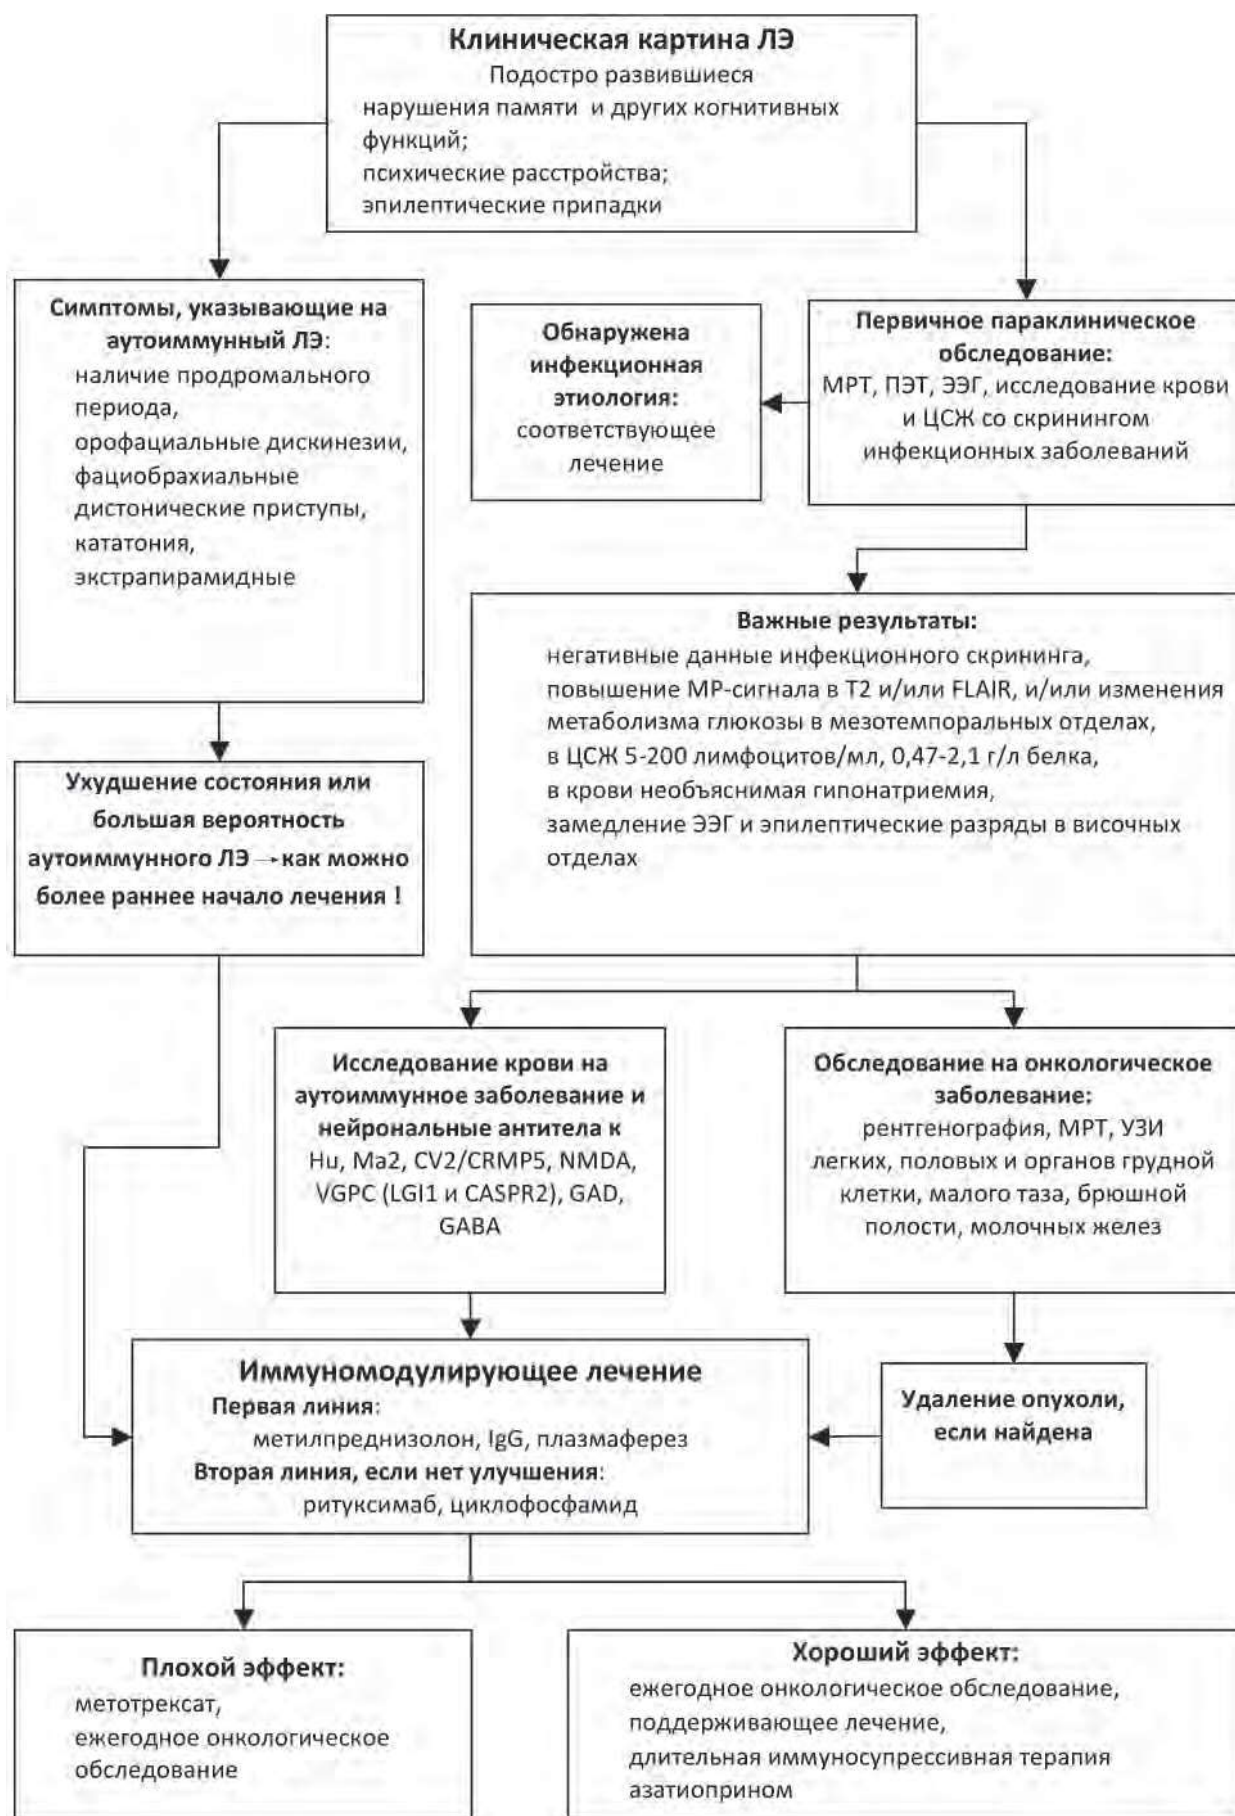 Клиническая картина ЛЭ
Подостро развившиеся
нарушения памяти и других когнитивных
функций;
психические расстройства;
эпилептические припадки
Симптомы, указывающие на
аутоиммунный ЛЭ:
наличие продромального
периода,
орофациальные дискинезии,
фациобрахиальные
дистонические приступы,
кататония,
экстрапирамидные
Обнаружена
инфекционная
этиология:
соответствующее
лечение
Первичное параклиническое
обследование:
МРТ, ПЭТ, ЭЭГ, исследование крови
и ЦСЖ со скринингом
инфекционных заболеваний
Ухудшение состояния или
большая вероятность
аутоиммунного ЛЭ → как можно
более раннее начало лечения !
Важные результаты:
негативные данные инфекционного скрининга,
повышение МР-сигнала в Т2 и/или FLAIR, и/или изменения
метаболизма глюкозы в мезотемпоральных отделах,
в ЦСЖ 5-200 лимфоцитов/мл, 0,47-2,1 г/л белка,
в крови необъяснимая гипонатриемия,
замедление ЭЭГ и эпилептические разряды в височных
отделах
Исследование крови на
аутоиммунное заболевание и
нейрональные антитела к
Hu, Ma2, CV2/CRMP5, NMDA,
VGPC (LGI1 и CASPR2), GAD,
GABA
Обследование на онкологическое
заболевание:
рентгенография, МРТ, УЗИ
легких, половых и органов грудной
клетки, малого таза, брюшной
полости, молочных желез
Иммуномодулирующее лечение
Первая линия:
метилпреднизолон, IgG, плазмаферез
Вторая линия, если нет улучшения:
ритуксимаб, циклофосфамид
Удаление опухоли,
если найдена
Плохой эффект:
метотрексат,
ежегодное онкологическое
обследование
Хороший эффект:
ежегодное онкологическое обследование,
поддерживающее лечение,
длительная иммуносупрессивная терапия
азатиоприном